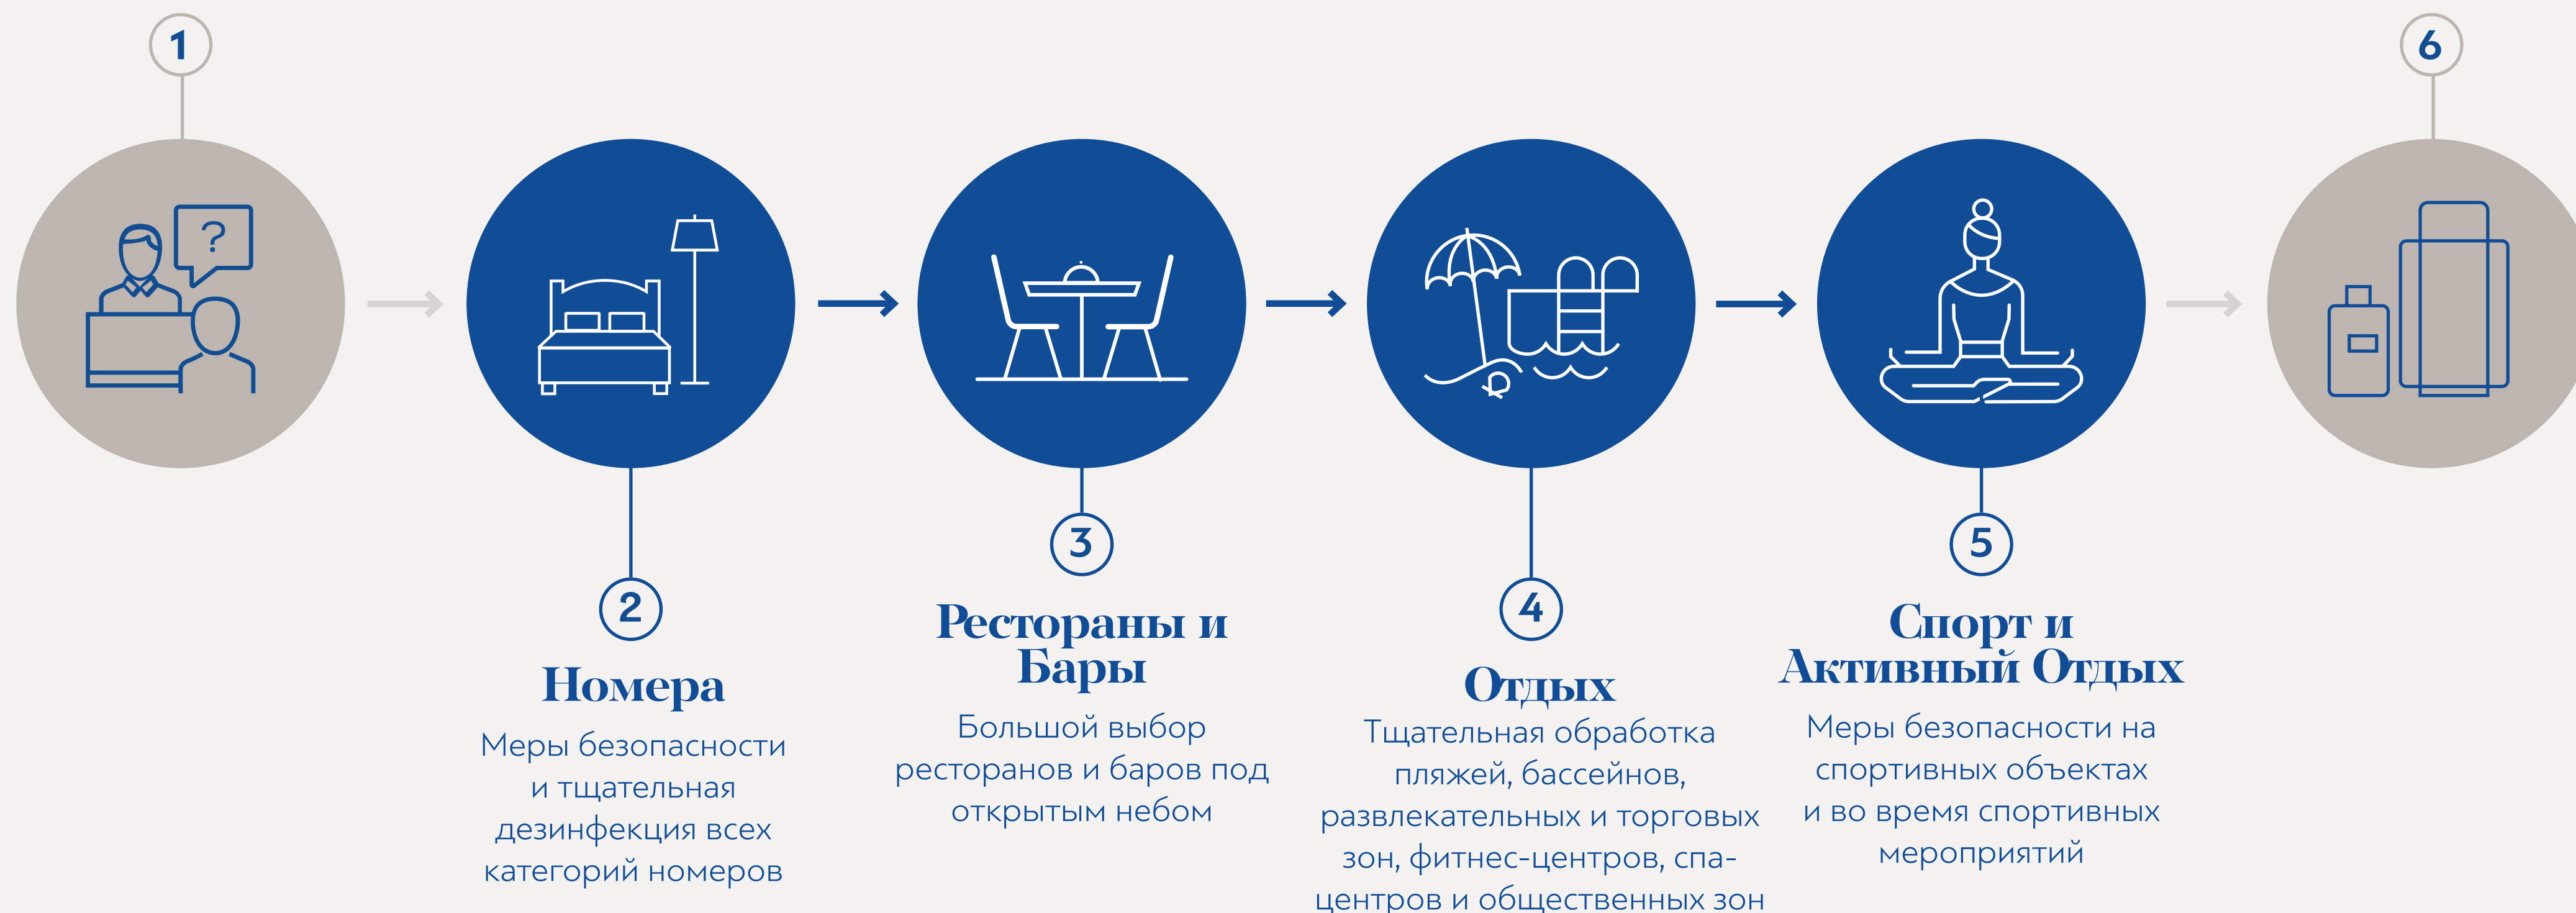 1
?
6
2
Номера
Меры безопасности
и тщательная
дезинфекция всех
категорий номеров
3
Рестораны и
Бары
Большой выбор
ресторанов и баров под
открытым небом
4
Отдых
Тщательная обработка
пляжей, бассейнов,
развлекательных и торговых
зон, фитнес-центров, спа-
центров и общественных зон
5
Спорт и
Активный Отдых
Меры безопасности на
спортивных объектах
и во время спортивных
мероприятий